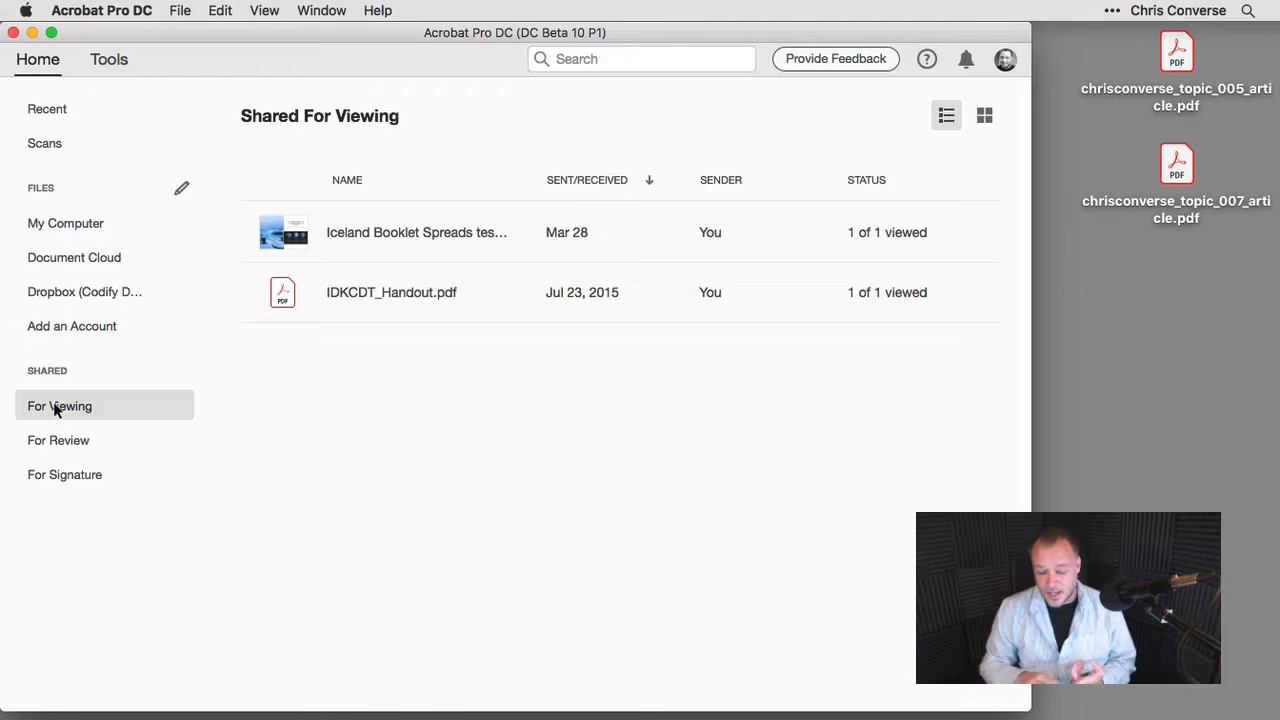 Acrobat Pro DC File Edit View Window Help
Chris Converse
Acrobat Pro DC (DC Beta 10 P1)
Home Tools
Search
Provide Feedback
Recent
Scans
FILES
My Computer
Document Cloud
Dropbox (Codify D...
Add an Account
SHARED
For Viewing
For Review
For Signature
Shared For Viewing
NAME SENT/RECEIVED SENDER STATUS
Iceland Booklet Spreads tes... Mar 28 You 1 of 1 viewed
PDF
IDKCDT_Handout.pdf Jul 23, 2015 You 1 of 1 viewed
PDF
chrisconverse_topic_005_arti
cle.pdf
PDF
chrisconverse_topic_007_arti
cle.pdf